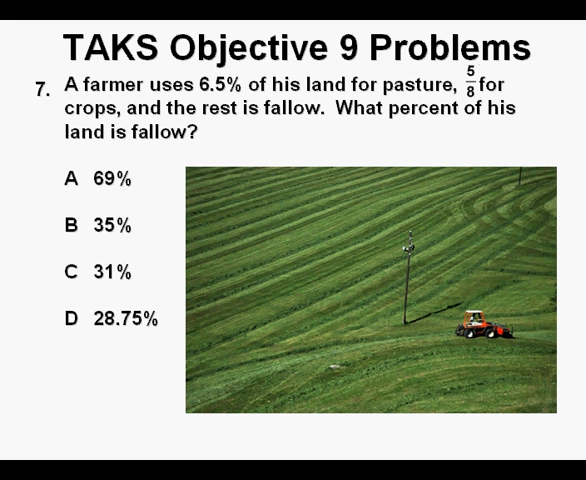 TAKS Objective 9 Problems
7. A farmer uses 6.5% of his land for pasture, 5/8 for
crops, and the rest is fallow. What percent of his
land is fallow?
A 69%
B 35%
C 31%
D 28.75%